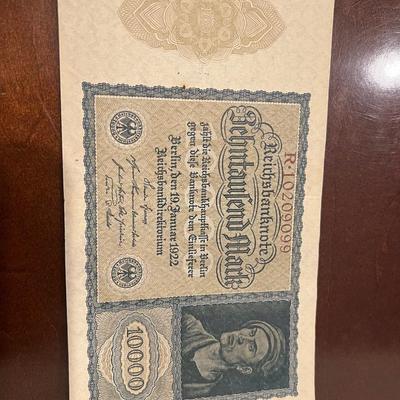 Reichsbanknote
R·10209099
Zehntausend Mark
zahlt die Reichsbankhauptkasse in Berlin
gegen diese Banknote dem Einlieferer
Berlin, den 19. Januar 1922
Reichsbankdirektorium
10000